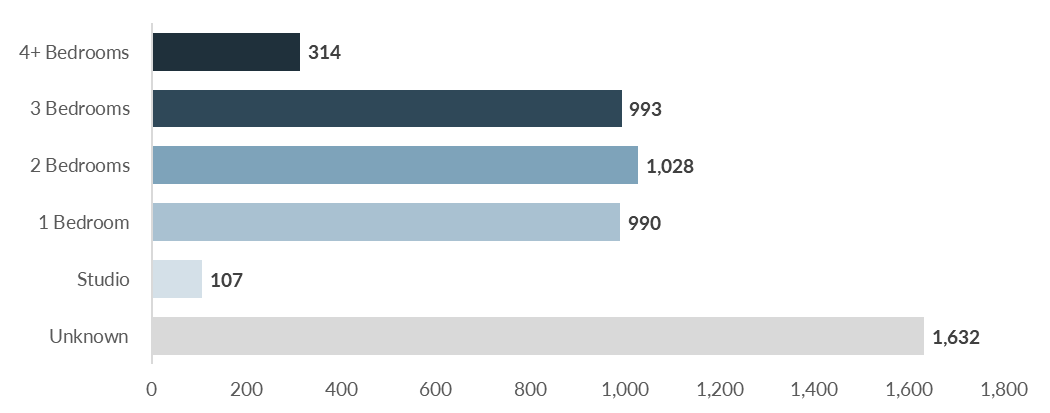 4+ Bedrooms 314
3 Bedrooms 993
2 Bedrooms 1,028
1 Bedroom 990
Studio 107
Unknown 1,632
0 200 400 600 800 1,000 1,200 1,400 1,600 1,800